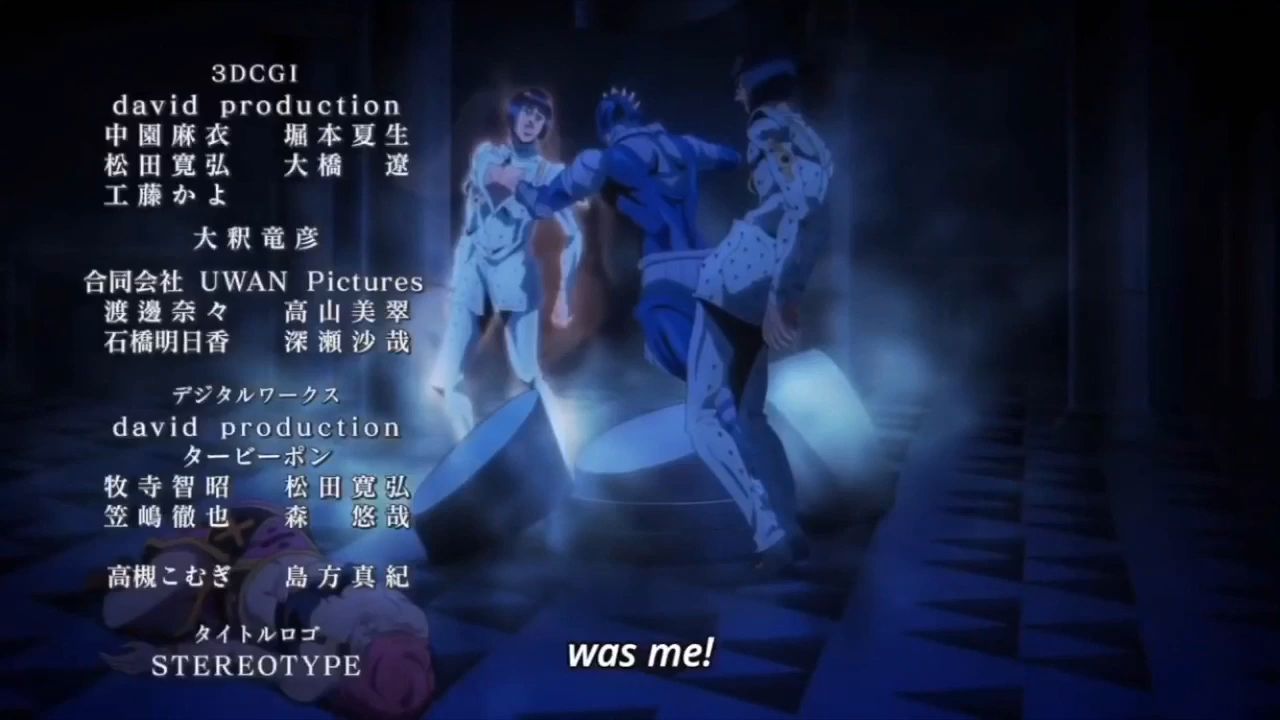 3DCGI
david production
中園麻衣 堀本夏生
松田寛弘 大橋 遼
工藤かよ
大釈竜彦
合同会社 UWAN Pictures
渡邊奈々 高山美翠
石橋明日香 深瀬沙哉
デジタルワークス
david production
タービーポン
牧寺智昭 松田寛弘
笠嶋徹也 森 悠哉
高槻こむぎ 島方真紀
タイトルロゴ
STEREOTYPE
was me!